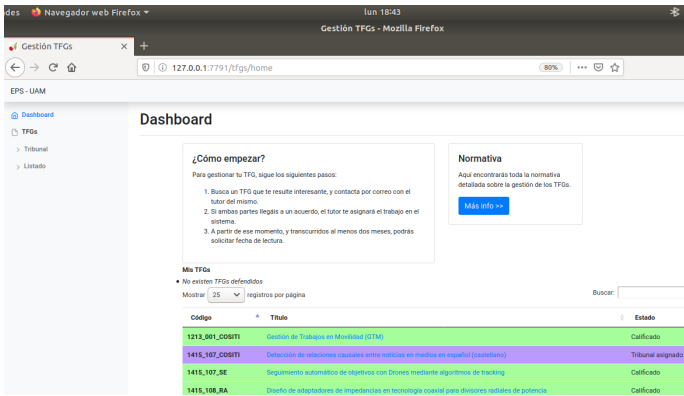 des Navegador web Firefox ▾ lun 18:43
Gestión TFGs - Mozilla Firefox
Gestión TFGs × +
127.0.0.1:7791/tfgs/home 80% ...
EPS - UAM
Dashboard
TFGs
> Tribunal
> Listado
Dashboard
¿Cómo empezar?
Para gestionar tu TFG, sigue los siguientes pasos:
1. Busca un TFG que te resulte interesante, y contacta por correo con el
tutor del mismo.
2. Si ambas partes llegáis a un acuerdo, el tutor te asignará el trabajo en el
sistema.
3. A partir de ese momento, y transcurridos al menos dos meses, podrás
solicitar fecha de lectura.
Normativa
Aquí encontrarás toda la normativa
detallada sobre la gestión de los TFGs.
Más info >>
Mis TFGs
• No existen TFGs defendidos
Mostrar 25 registros por página Buscar:
Código Título Estado
1213_001_COSITI Gestión de Trabajos en Movilidad (GTM) Calificado
1415_107_COSITI Detección de relaciones causales entre noticias en medios en español (castellano) Tribunal asignado
1415_107_SE Seguimiento automático de objetivos con Drones mediante algoritmos de tracking Calificado
1415_108_RA Diseño de adaptadores de impedancias en tecnología coaxial para divisores radiales de potencia Calificado